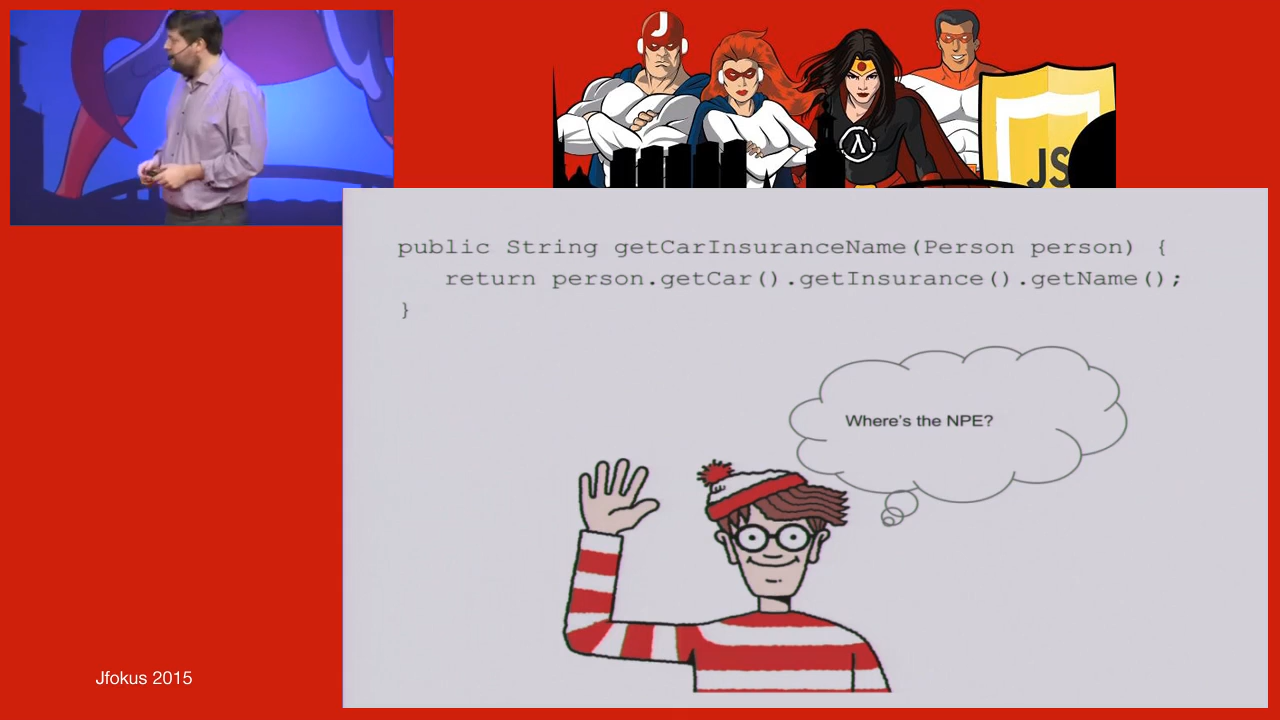 J
λ
JS
public String getCarInsuranceName(Person person) {
return person.getCar().getInsurance().getName();
}
Where's the NPE?
Jfokus 2015